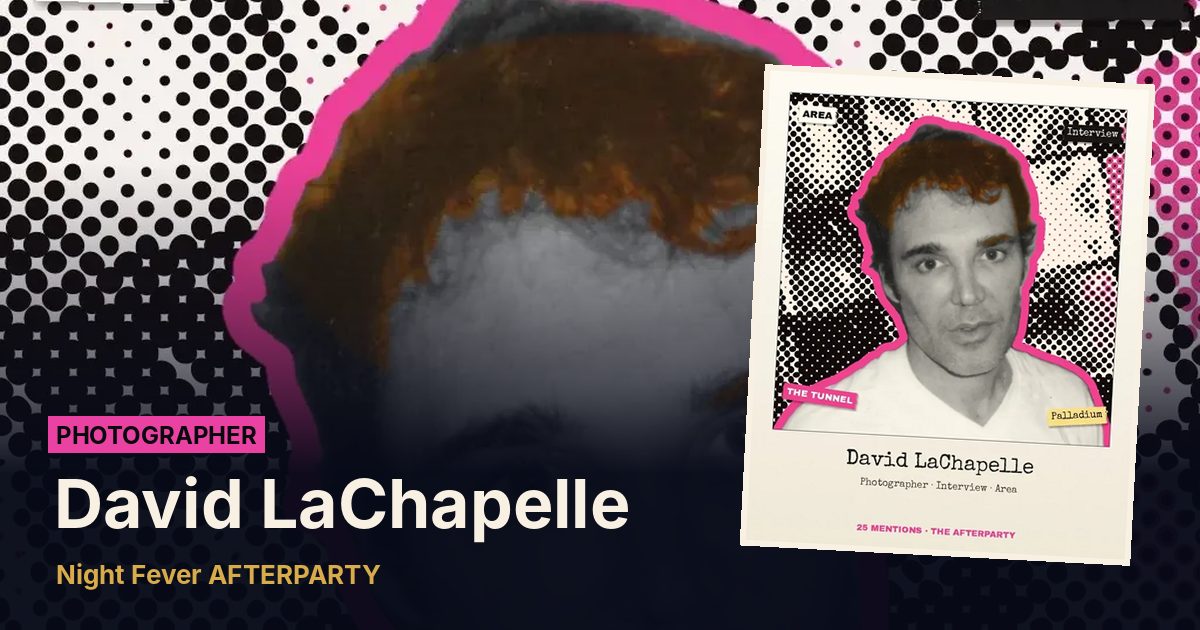 PHOTOGRAPHER
David LaChapelle
Night Fever AFTERPARTY
AREA
Interview
THE TUNNEL
Palladium
David LaChapelle
Photographer · Interview · Area
25 MENTIONS · THE AFTERPARTY